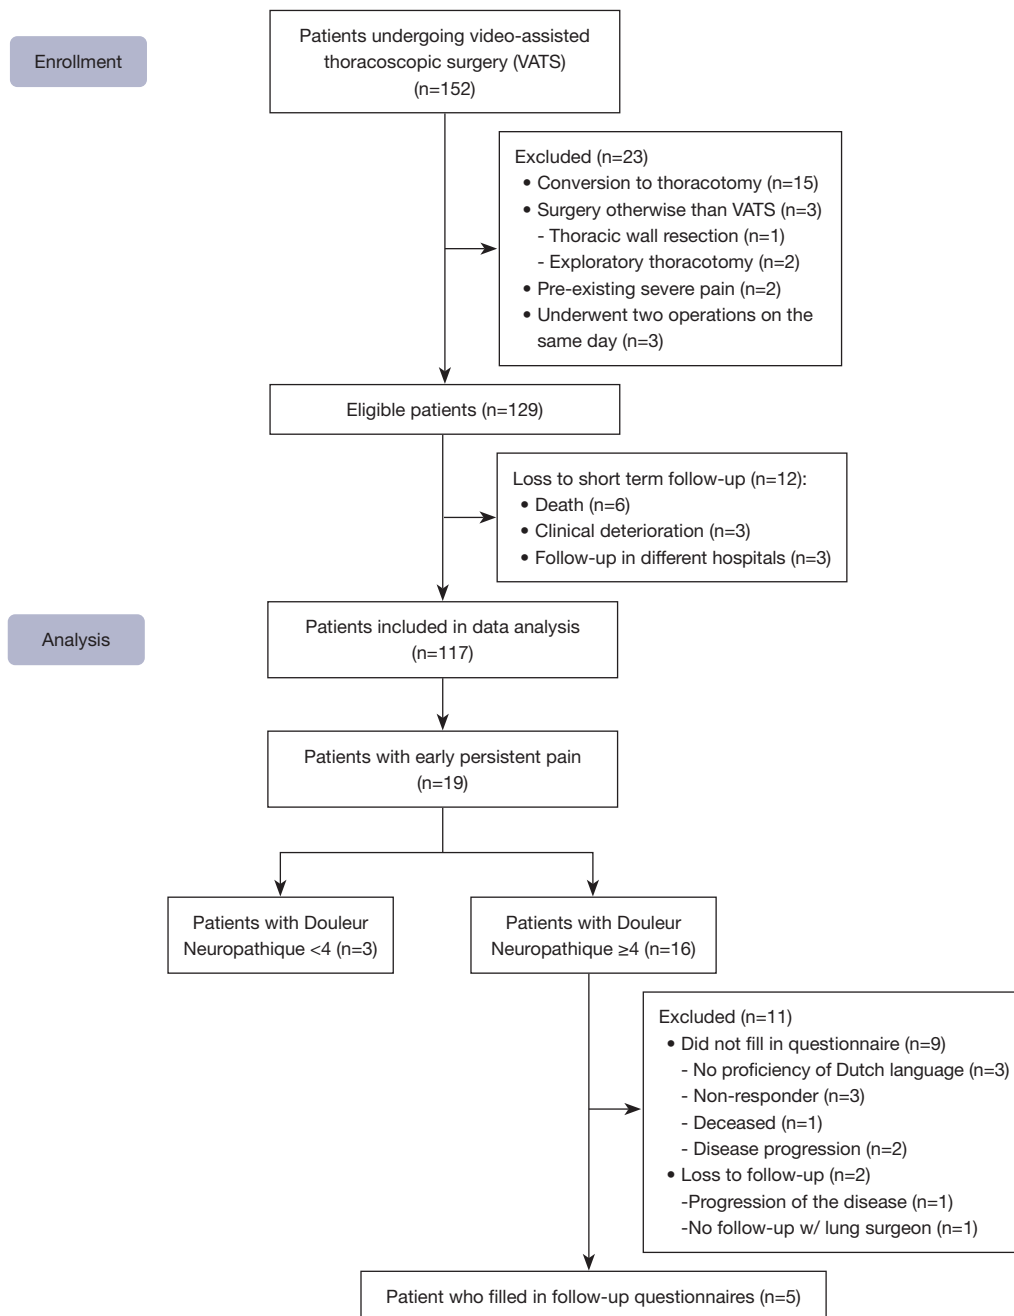 Enrollment
Patients undergoing video-assisted
thoracoscopic surgery (VATS)
(n=152)
Excluded (n=23)
• Conversion to thoracotomy (n=15)
• Surgery otherwise than VATS (n=3)
- Thoracic wall resection (n=1)
- Exploratory thoracotomy (n=2)
• Pre-existing severe pain (n=2)
• Underwent two operations on the
same day (n=3)
Eligible patients (n=129)
Loss to short term follow-up (n=12):
• Death (n=6)
• Clinical deterioration (n=3)
• Follow-up in different hospitals (n=3)
Analysis
Patients included in data analysis
(n=117)
Patients with early persistent pain
(n=19)
Patients with Douleur
Neuropathique <4 (n=3)
Patients with Douleur
Neuropathique ≥4 (n=16)
Excluded (n=11)
• Did not fill in questionnaire (n=9)
- No proficiency of Dutch language (n=3)
- Non-responder (n=3)
- Deceased (n=1)
- Disease progression (n=2)
• Loss to follow-up (n=2)
-Progression of the disease (n=1)
-No follow-up w/ lung surgeon (n=1)
Patient who filled in follow-up questionnaires (n=5)